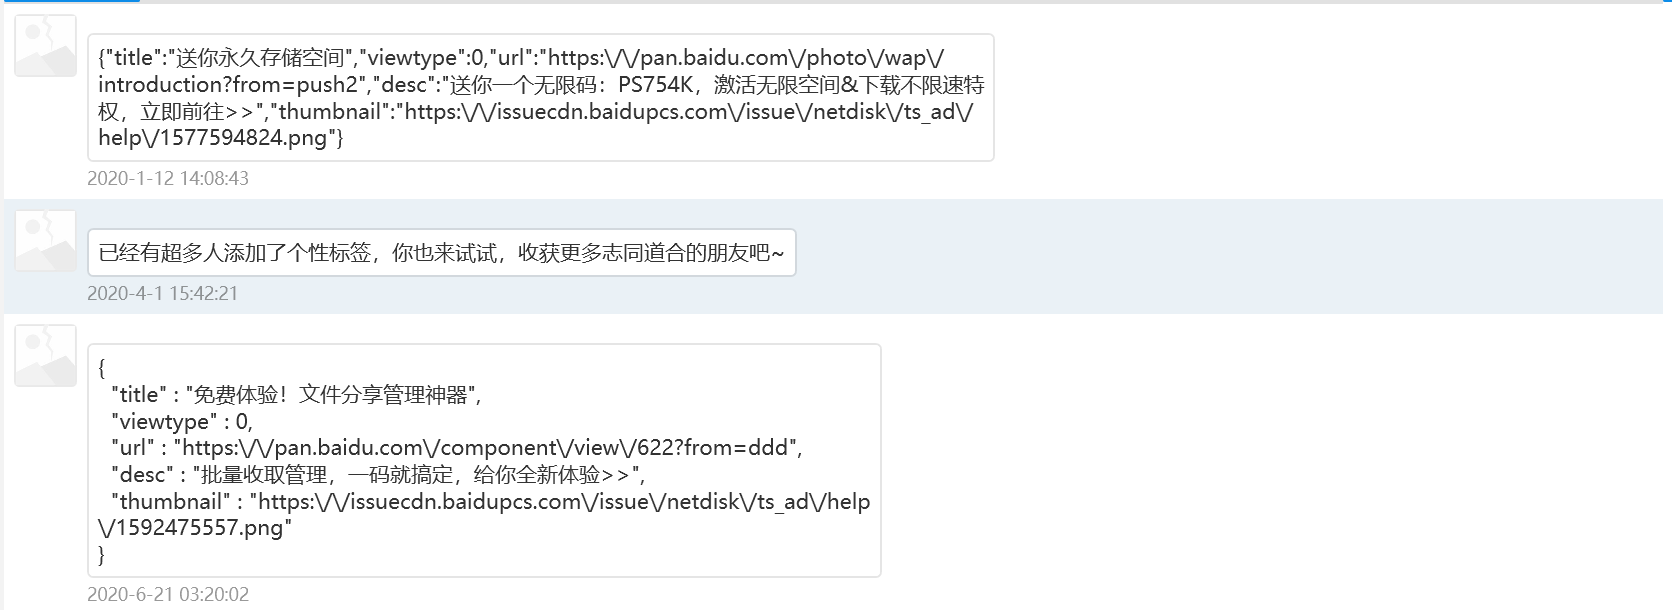 {"title":"送你永久存储空间","viewtype":0,"url":"https:\/\/pan.baidu.com\/photo\/wap\/
introduction?from=push2","desc":"送你一个无限码：PS754K，激活无限空间&下载不限速特
权，立即前往>>","thumbnail":"https:\/\/issuecdn.baidupcs.com\/issue\/netdisk\/ts_ad\/
help\/1577594824.png"}
2020-1-12 14:08:43
已经有超多人添加了个性标签，你也来试试，收获更多志同道合的朋友吧~
2020-4-1 15:42:21
{
"title" : "免费体验！文件分享管理神器",
"viewtype" : 0,
"url" : "https:\/\/pan.baidu.com\/component\/view\/622?from=ddd",
"desc" : "批量收取管理，一码就搞定，给你全新体验>>",
"thumbnail" : "https:\/\/issuecdn.baidupcs.com\/issue\/netdisk\/ts_ad\/help
\/1592475557.png"
}
2020-6-21 03:20:02